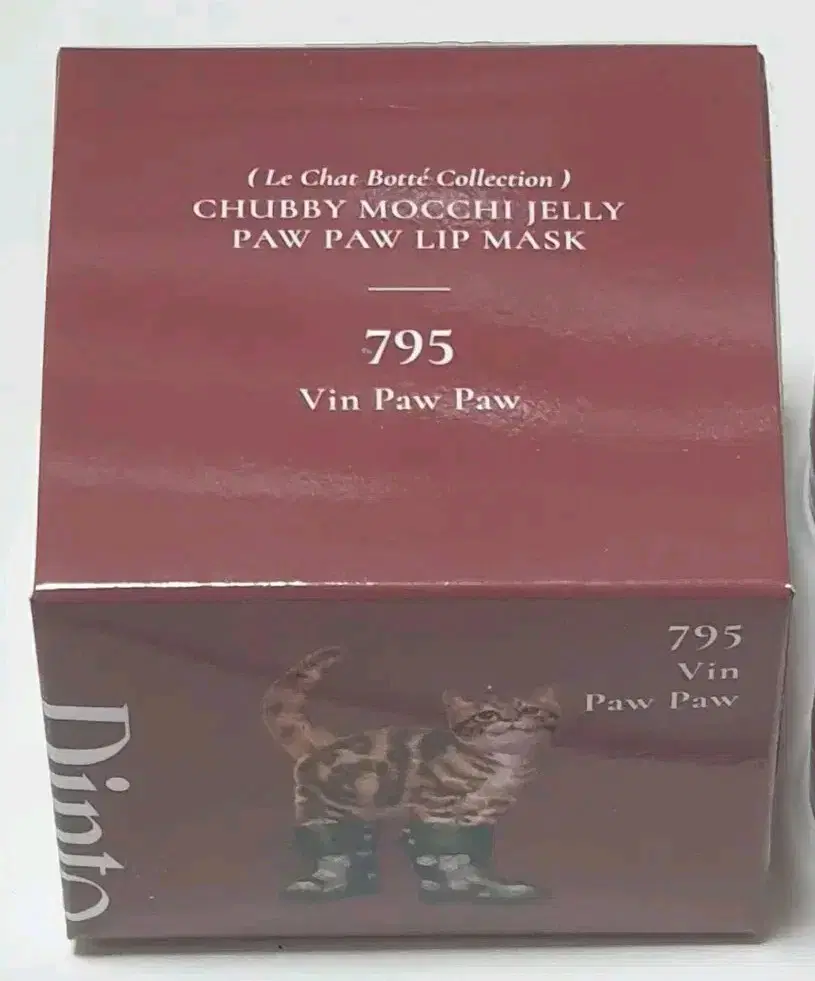 ( Le Chat Botté Collection )
CHUBBY MOCCHI JELLY
PAW PAW LIP MASK
795
Vin Paw Paw
795
Vin
Paw Paw
Dinto